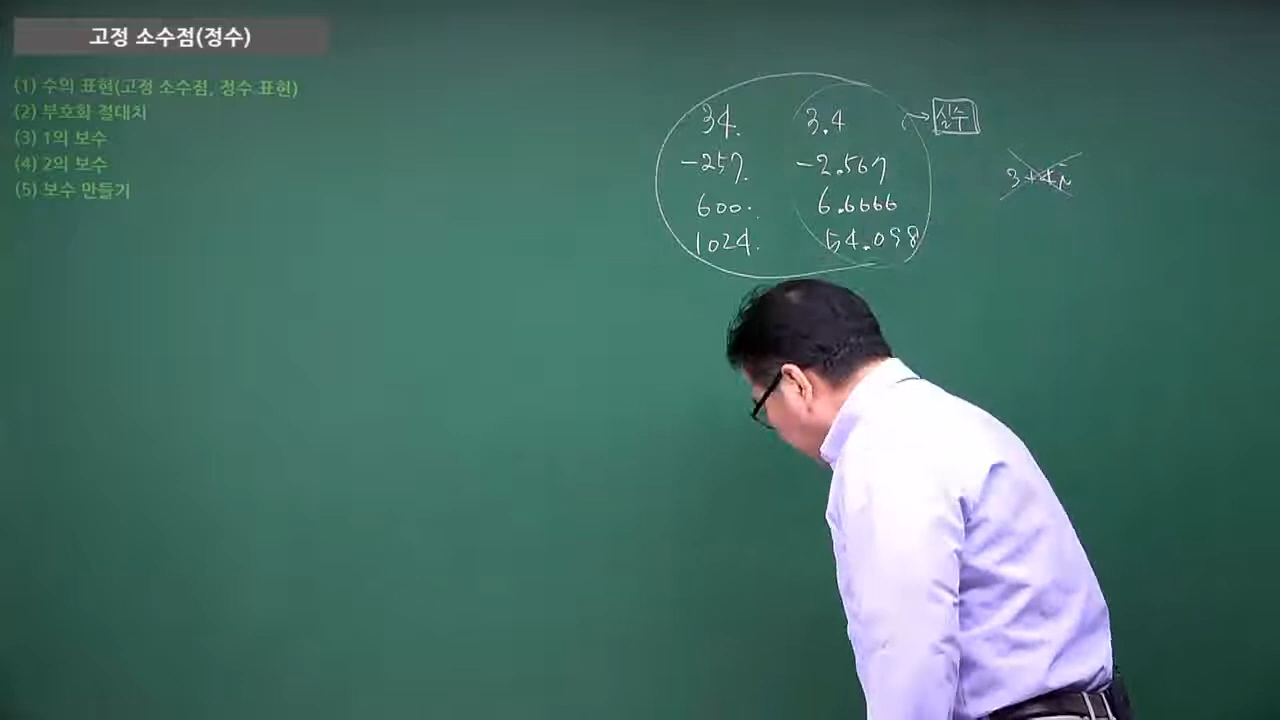 고정 소수점(정수)
(1) 수의 표현(고정 소수점, 정수 표현)
(2) 부호화 절대치
(3) 1의 보수
(4) 2의 보수
(5) 보수 만들기
34. 3.4 → 실수
-257. -2.567
600. 6.6666
1024. 54.098
3+4i